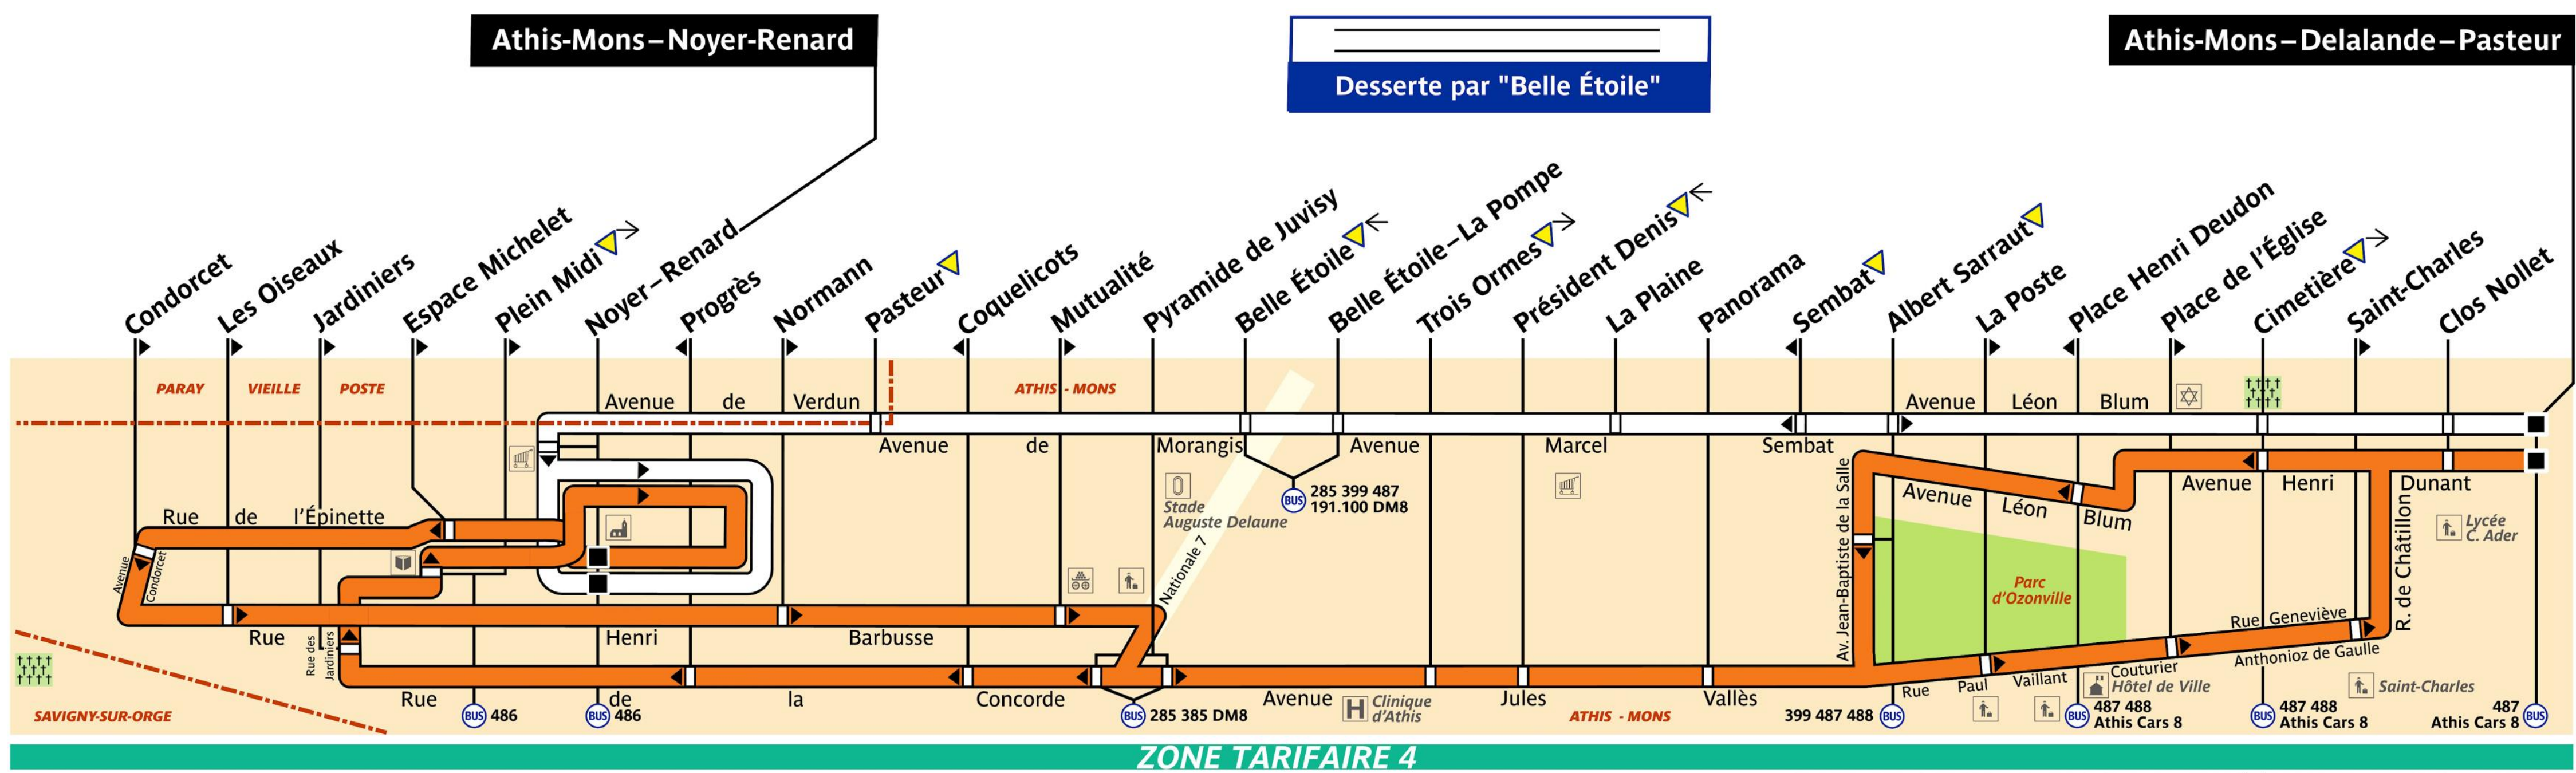 Athis-Mons–Noyer-Renard
Desserte par "Belle Étoile"
Athis-Mons–Delalande–Pasteur
Condorcet
Les Oiseaux
Jardiniers
Espace Michelet
Plein Midi
Noyer–Renard
Progrès
Normann
Pasteur
Coquelicots
Mutualité
Pyramide de Juvisy
Belle Étoile
Belle Étoile–La Pompe
Trois Ormes
Président Denis
La Plaine
Panorama
Sembat
Albert Sarraut
La Poste
Place Henri Deudon
Place de l'Église
Cimetière
Saint-Charles
Clos Nollet
PARAY VIEILLE POSTE
ATHIS - MONS
Avenue de Verdun
Avenue Léon Blum
Avenue de Morangis
Avenue Marcel Sembat
Stade
Auguste Delaune
BUS 285 399 487
191.100 DM8
Nationale 7
Rue de l'Épinette
Avenue
Condorcet
Av. Jean-Baptiste de la Salle
Avenue Léon Blum
Avenue Henri Dunant
R. de Châtillon
Lycée
C. Ader
Parc
d'Ozonville
Rue Henri Barbusse
Rue des
Jardiniers
Rue Geneviève
Anthonioz de Gaulle
Rue de la Concorde
Avenue Jules Vallès
Rue Paul Vaillant Couturier
H Clinique
d'Athis
Hôtel de Ville
Saint-Charles
SAVIGNY-SUR-ORGE
BUS 486
BUS 486
BUS 285 385 DM8
ATHIS - MONS
399 487 488 BUS
BUS 487 488
Athis Cars 8
BUS 487 488
Athis Cars 8
487
Athis Cars 8 BUS
ZONE TARIFAIRE 4